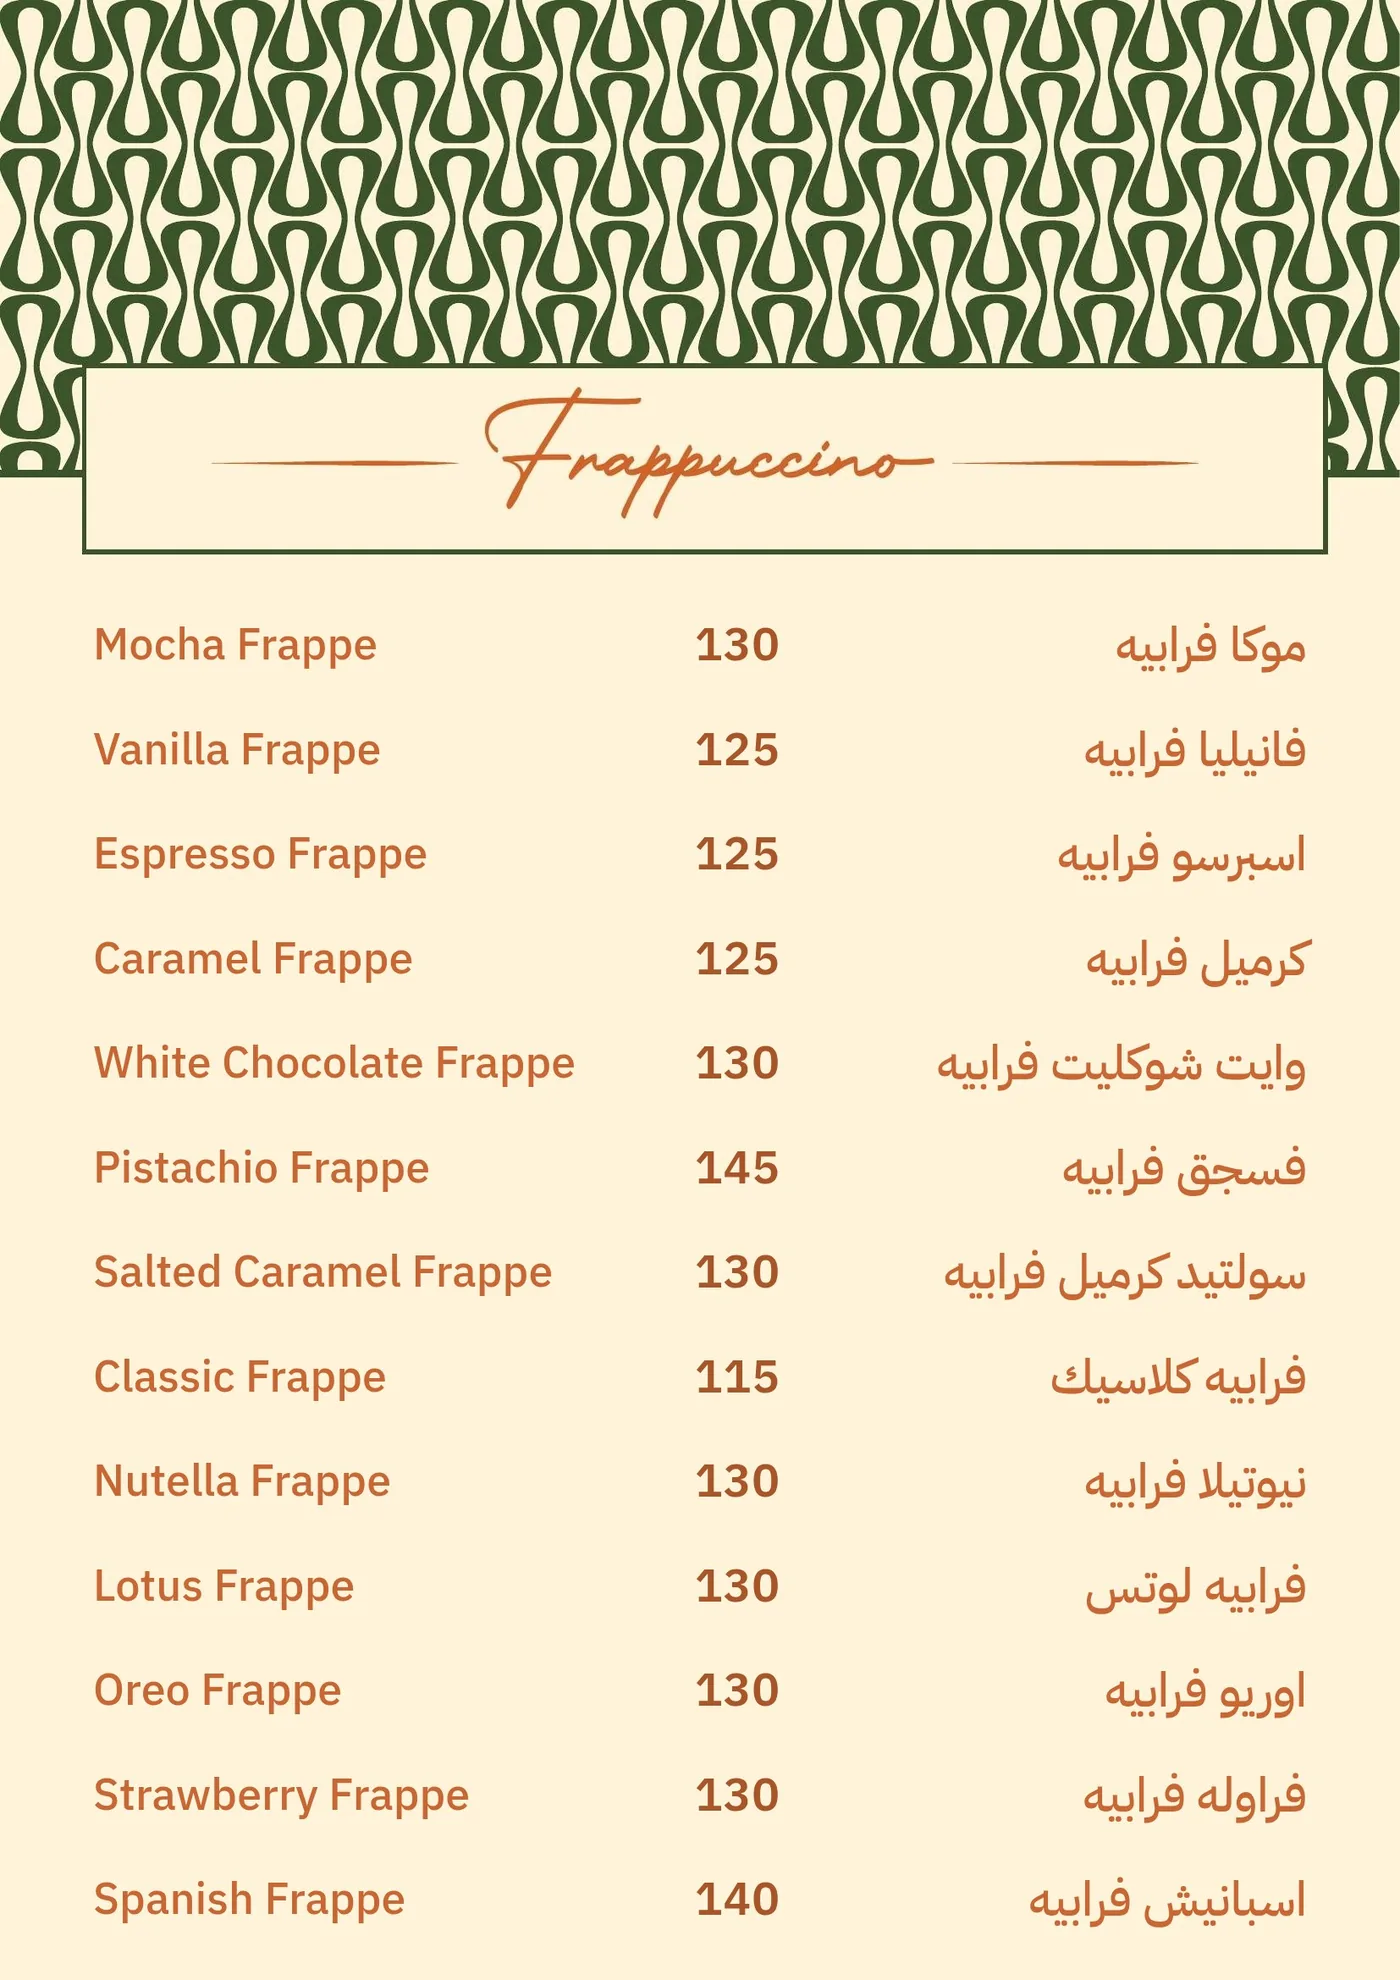 Frappuccino
Mocha Frappe 130 موكا فرابيه
Vanilla Frappe 125 فانيليا فرابيه
Espresso Frappe 125 اسبرسو فرابيه
Caramel Frappe 125 كرميل فرابيه
White Chocolate Frappe 130 وايت شوكليت فرابيه
Pistachio Frappe 145 فسجق فرابيه
Salted Caramel Frappe 130 سولتيد كرميل فرابيه
Classic Frappe 115 فرابيه كلاسيك
Nutella Frappe 130 نيوتيلا فرابيه
Lotus Frappe 130 فرابيه لوتس
Oreo Frappe 130 اوريو فرابيه
Strawberry Frappe 130 فراوله فرابيه
Spanish Frappe 140 اسبانيش فرابيه